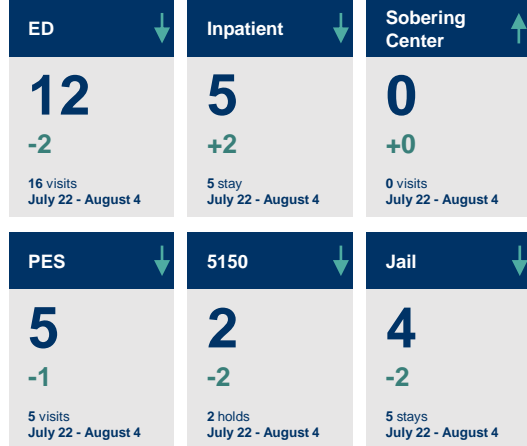 ED
12
-2
16 visits
July 22 - August 4
Inpatient
5
+2
5 stay
July 22 - August 4
Sobering
Center
0
+0
0 visits
July 22 - August 4
PES
5
-1
5 visits
July 22 - August 4
5150
2
-2
2 holds
July 22 - August 4
Jail
4
-2
5 stays
July 22 - August 4